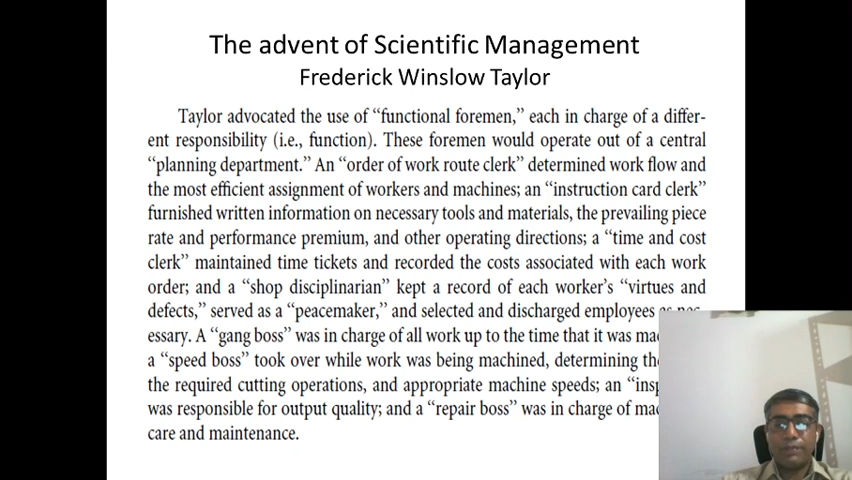 The advent of Scientific Management
Frederick Winslow Taylor
Taylor advocated the use of “functional foremen,” each in charge of a differ-
ent responsibility (i.e., function). These foremen would operate out of a central
“planning department.” An “order of work route clerk” determined work flow and
the most efficient assignment of workers and machines; an “instruction card clerk”
furnished written information on necessary tools and materials, the prevailing piece
rate and performance premium, and other operating directions; a “time and cost
clerk” maintained time tickets and recorded the costs associated with each work
order; and a “shop disciplinarian” kept a record of each worker’s “virtues and
defects,” served as a “peacemaker,” and selected and discharged employees
essary. A “gang boss” was in charge of all work up to the time that it was
a “speed boss” took over while work was being machined, determining
the required cutting operations, and appropriate machine speeds; an
was responsible for output quality; and a “repair boss” was in charge of
care and maintenance.